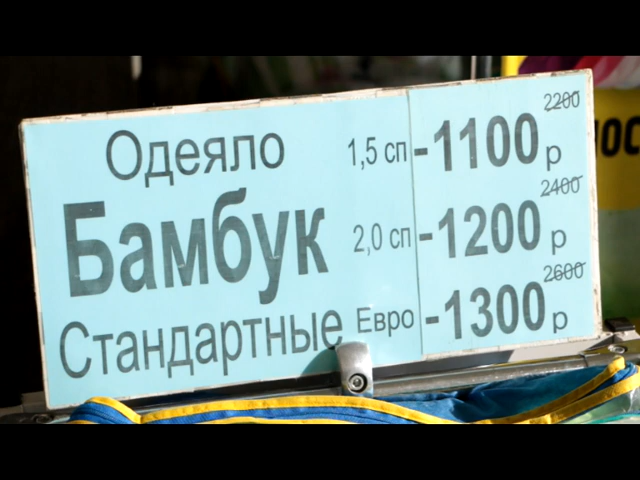 Одеяло 1,5 сп -1100 р 2200
Бамбук 2,0 сп -1200 р 2400
Стандартные Евро -1300 р 2600